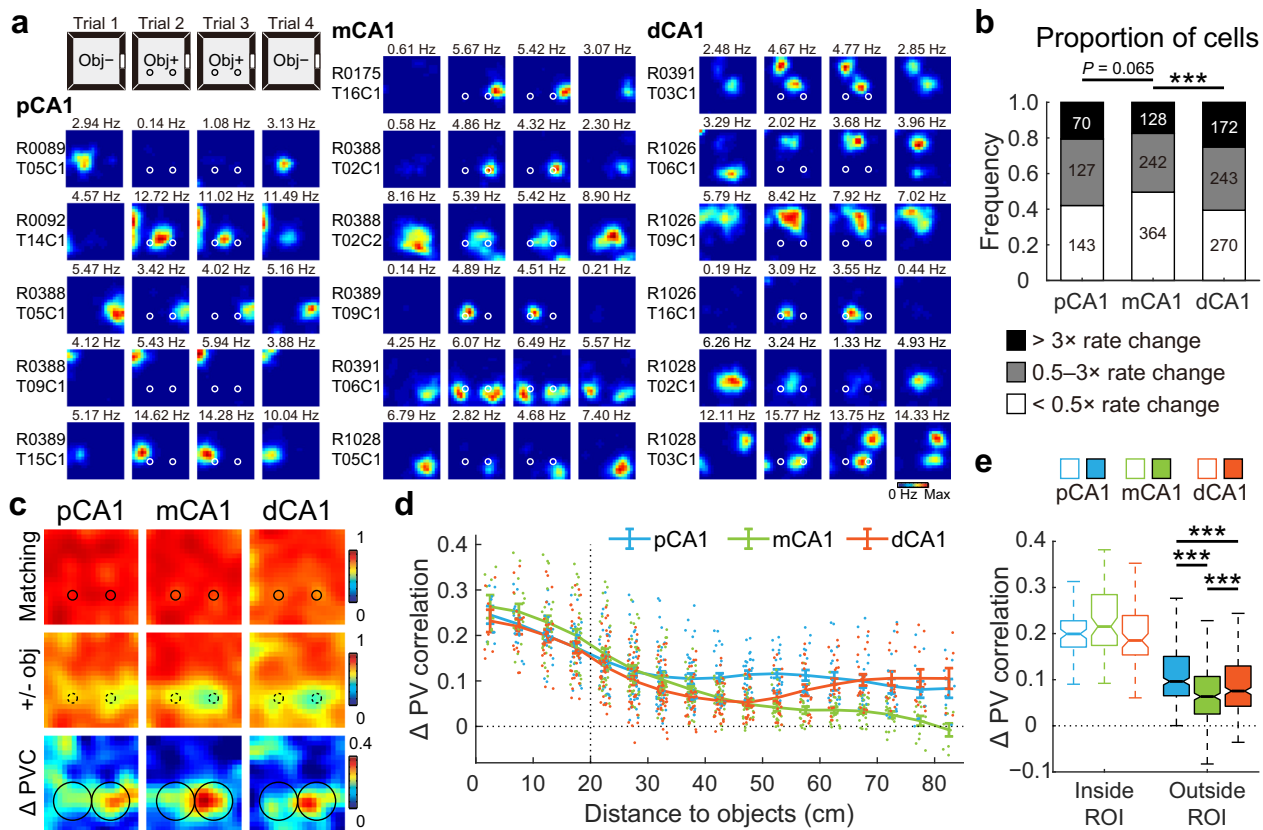 a
Trial 1 Trial 2 Trial 3 Trial 4
Obj− Obj+ Obj+ Obj−
pCA1
2.94 Hz 0.14 Hz 1.08 Hz 3.13 Hz
R0089
T05C1
4.57 Hz 12.72 Hz 11.02 Hz 11.49 Hz
R0092
T14C1
5.47 Hz 3.42 Hz 4.02 Hz 5.16 Hz
R0388
T05C1
4.12 Hz 5.43 Hz 5.94 Hz 3.88 Hz
R0388
T09C1
5.17 Hz 14.62 Hz 14.28 Hz 10.04 Hz
R0389
T15C1
mCA1
0.61 Hz 5.67 Hz 5.42 Hz 3.07 Hz
R0175
T16C1
0.58 Hz 4.86 Hz 4.32 Hz 2.30 Hz
R0388
T02C1
8.16 Hz 5.39 Hz 5.42 Hz 8.90 Hz
R0388
T02C2
0.14 Hz 4.89 Hz 4.51 Hz 0.21 Hz
R0389
T09C1
4.25 Hz 6.07 Hz 6.49 Hz 5.57 Hz
R0391
T06C1
6.79 Hz 2.82 Hz 4.68 Hz 7.40 Hz
R1028
T05C1
dCA1
2.48 Hz 4.67 Hz 4.77 Hz 2.85 Hz
R0391
T03C1
3.29 Hz 2.02 Hz 3.68 Hz 3.96 Hz
R1026
T06C1
5.79 Hz 8.42 Hz 7.92 Hz 7.02 Hz
R1026
T09C1
0.19 Hz 3.09 Hz 3.55 Hz 0.44 Hz
R1026
T16C1
6.26 Hz 3.24 Hz 1.33 Hz 4.93 Hz
R1028
T02C1
12.11 Hz 15.77 Hz 13.75 Hz 14.33 Hz
R1028
T03C1
0 Hz Max
b
Proportion of cells
P = 0.065 ***
Frequency
1.0
0.8
0.6
0.4
0.2
0
70 128 172
127 242 243
143 364 270
pCA1 mCA1 dCA1
> 3× rate change
0.5–3× rate change
< 0.5× rate change
c
pCA1 mCA1 dCA1
Matching
1
0
+/- obj
1
0
Δ PVC
0.4
0
d
pCA1 mCA1 dCA1
Δ PV correlation
0.4
0.3
0.2
0.1
0
0 10 20 30 40 50 60 70 80
Distance to objects (cm)
e
pCA1 mCA1 dCA1
***
***
***
Δ PV correlation
0.4
0.3
0.2
0.1
0
−0.1
Inside Outside
ROI ROI